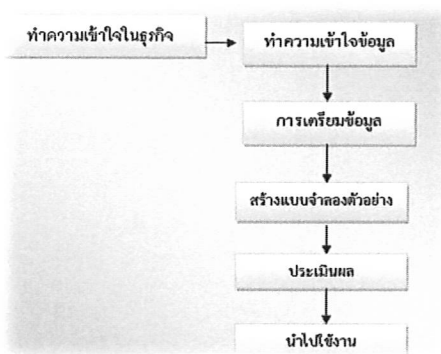 ทำความเข้าใจในธุรกิจ
ทำความเข้าใจข้อมูล
การเตรียมข้อมูล
สร้างแบบจำลองตัวอย่าง
ประเมินผล
นำไปใช้งาน